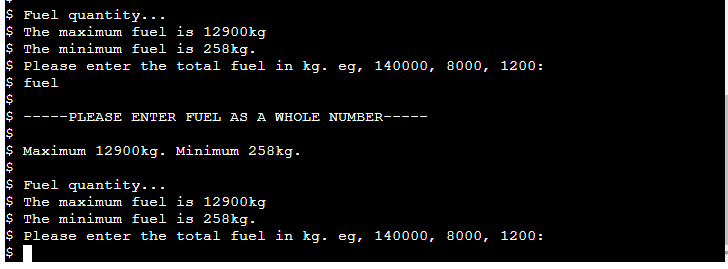 $ Fuel quantity...
$ The maximum fuel is 12900kg
$ The minimum fuel is 258kg.
$ Please enter the total fuel in kg. eg, 140000, 8000, 1200:
$ fuel
$
$ -----PLEASE ENTER FUEL AS A WHOLE NUMBER-----
$
$ Maximum 12900kg. Minimum 258kg.
$
$ Fuel quantity...
$ The maximum fuel is 12900kg
$ The minimum fuel is 258kg.
$ Please enter the total fuel in kg. eg, 140000, 8000, 1200:
$